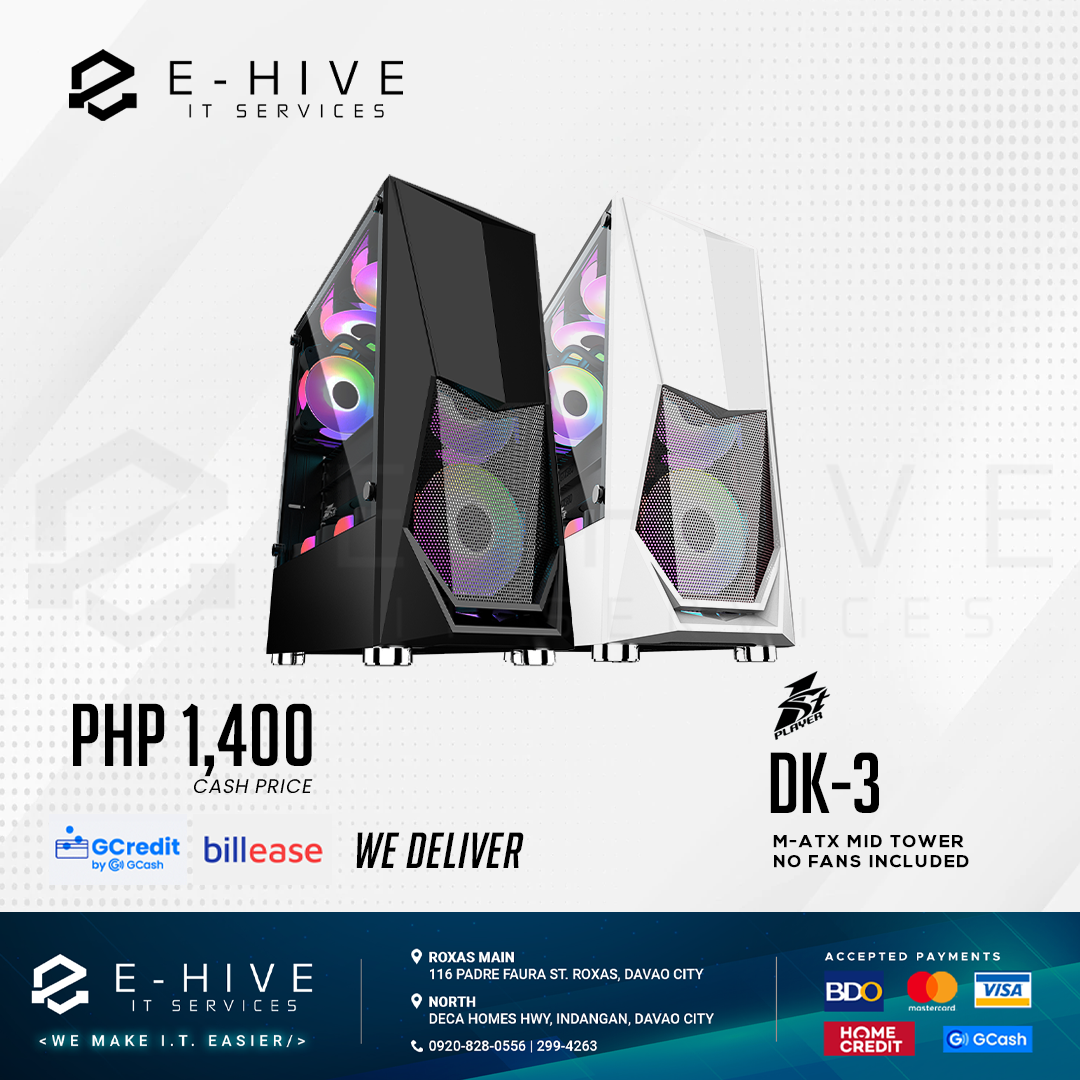 E-HIVE
IT SERVICES
E-HIVE
IT SERVICES
PHP 1,400
CASH PRICE
GCredit
by GCash
billease
WE DELIVER
1St
PLAYER
DK-3
M-ATX MID TOWER
NO FANS INCLUDED
E-HIVE
IT SERVICES
<WE MAKE I.T. EASIER/>
ROXAS MAIN
116 PADRE FAURA ST. ROXAS, DAVAO CITY
NORTH
DECA HOMES HWY, INDANGAN, DAVAO CITY
0920-828-0556 | 299-4263
ACCEPTED PAYMENTS
BDO
mastercard
VISA
HOME
CREDIT
GCash